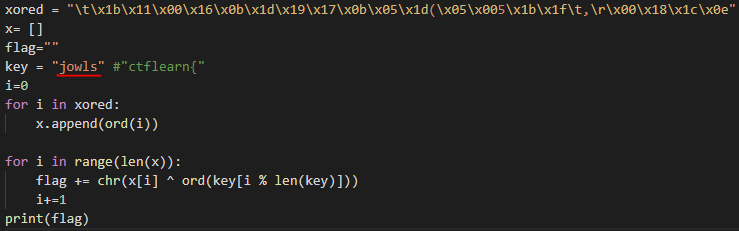 xored = "\t\x1b\x11\x00\x16\x0b\x1d\x19\x17\x0b\x05\x1d(\x05\x005\x1b\x1f\t,\r\x00\x18\x1c\x0e"
x= []
flag=""
key = "jowls" #"ctflearn{"
i=0
for i in xored:
    x.append(ord(i))

for i in range(len(x)):
    flag += chr(x[i] ^ ord(key[i % len(key)]))
    i+=1
print(flag)